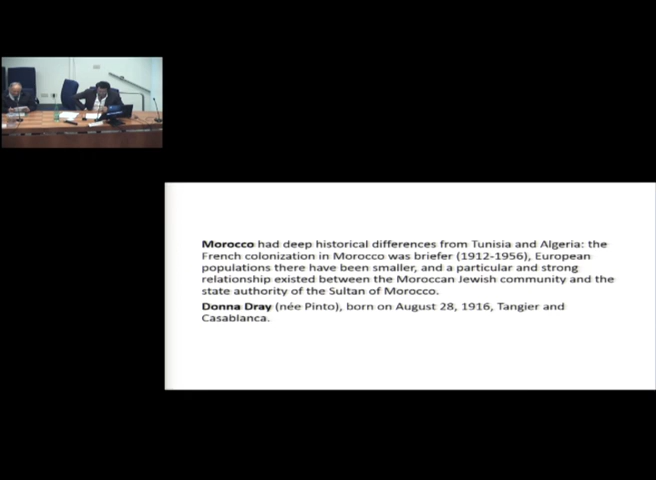 Morocco had deep historical differences from Tunisia and Algeria: the
French colonization in Morocco was briefer (1912-1956), European
populations there have been smaller, and a particular and strong
relationship existed between the Moroccan Jewish community and the
state authority of the Sultan of Morocco.
Donna Dray (née Pinto), born on August 28, 1916, Tangier and
Casablanca.